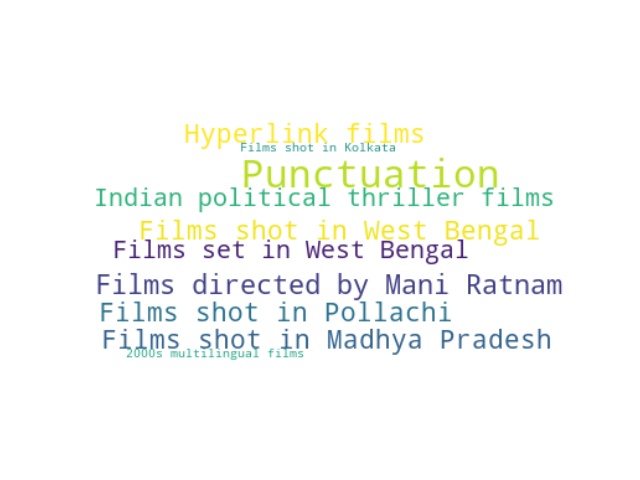 Hyperlink films
Films shot in Kolkata
Punctuation
Indian political thriller films
Films shot in West Bengal
Films set in West Bengal
Films directed by Mani Ratnam
Films shot in Pollachi
Films shot in Madhya Pradesh
2000s multilingual films